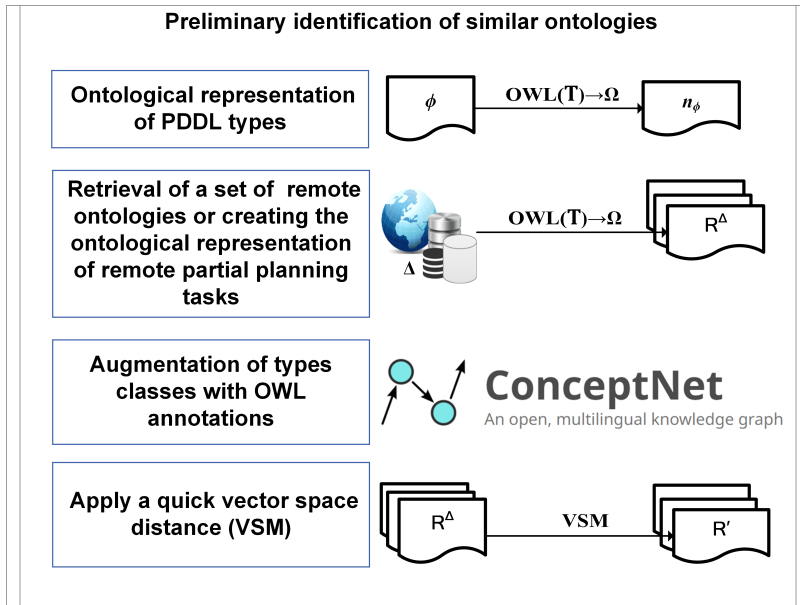 Preliminary identification of similar ontologies
Ontological representation
of PDDL types
ϕ
OWL(T)→Ω
nϕ
Retrieval of a set of remote
ontologies or creating the
ontological representation
of remote partial planning
tasks
Δ
OWL(T)→Ω
RΔ
Augmentation of types
classes with OWL
annotations
ConceptNet
An open, multilingual knowledge graph
Apply a quick vector space
distance (VSM)
RΔ
VSM
R′